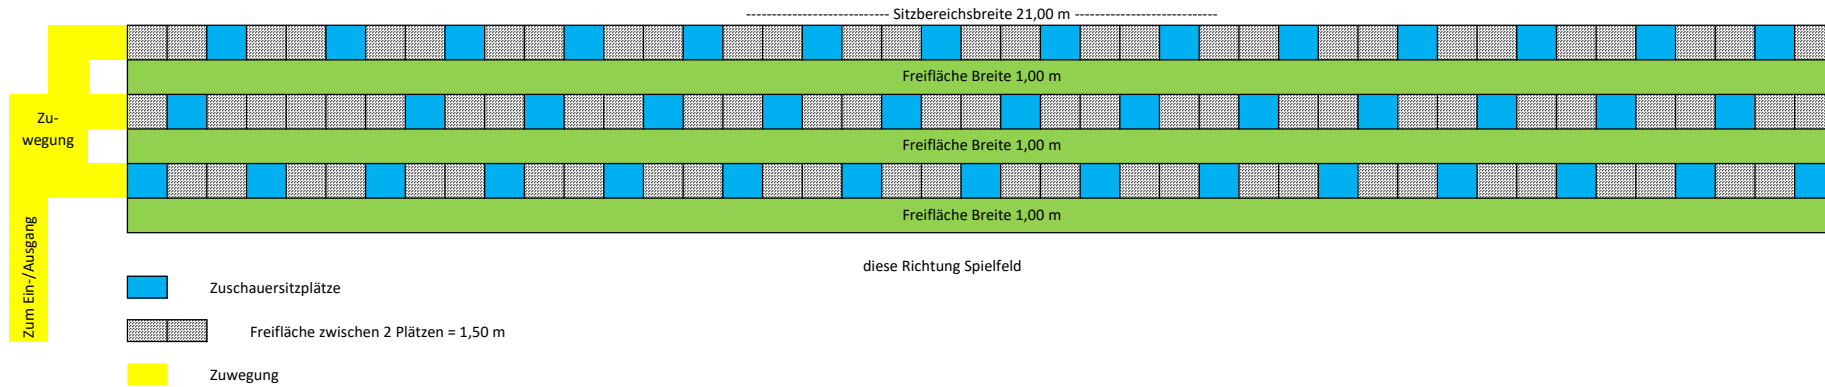 ---------------------------- Sitzbereichsbreite 21,00 m ----------------------------
Freifläche Breite 1,00 m
Zu-
wegung
Freifläche Breite 1,00 m
Freifläche Breite 1,00 m
Zum Ein-/Ausgang
diese Richtung Spielfeld
Zuschauersitzplätze
Freifläche zwischen 2 Plätzen = 1,50 m
Zuwegung